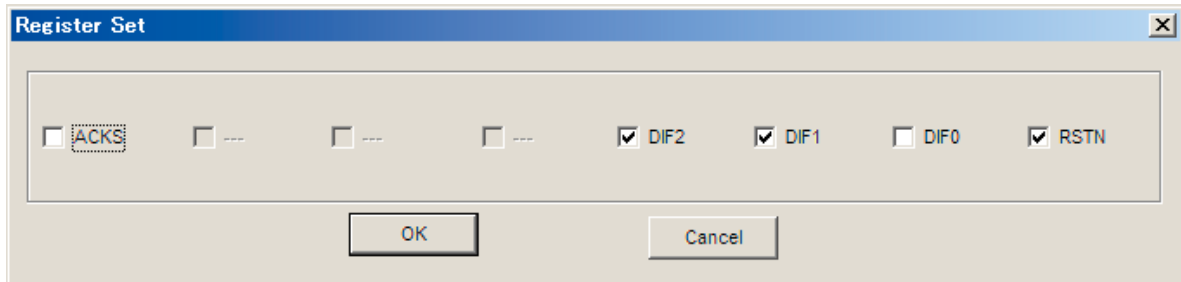 Register Set
ACKS --- --- --- DIF2 DIF1 DIF0 RSTN
OK Cancel